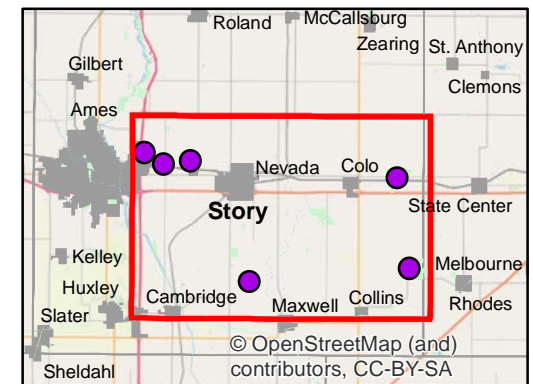 Roland
McCallsburg
Zearing
St. Anthony
Gilbert
Clemons
Ames
Nevada
Colo
State Center
Story
Kelley
Melbourne
Huxley
Cambridge
Maxwell
Collins
Rhodes
Slater
© OpenStreetMap (and)
contributors, CC-BY-SA
Sheldahl